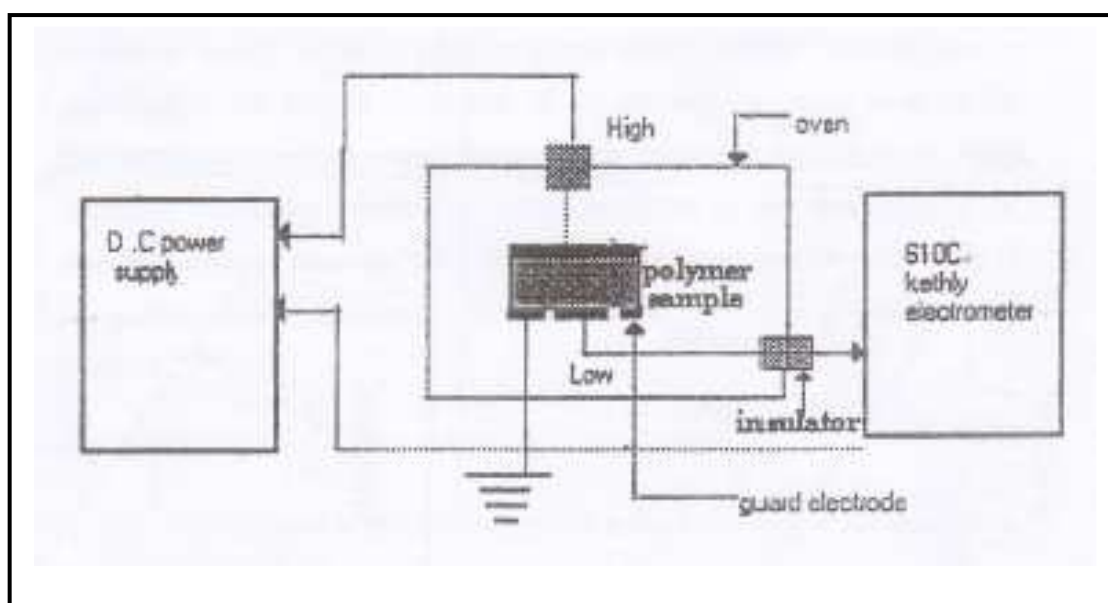 High
oven
D .C power
supply
polymer
sample
610C
kethly
electrometer
Low
insulator
guard electrode